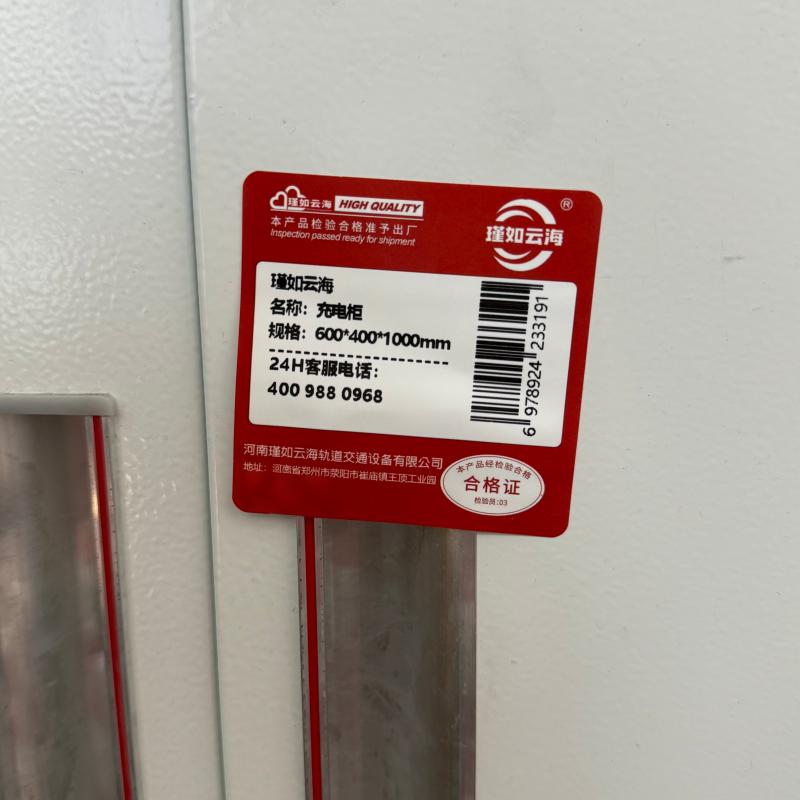 瑾如云海 HIGH QUALITY
本产品检验合格准予出厂
Inspection passed ready for shipment
瑾如云海®
瑾如云海
名称：充电柜
规格：600*400*1000mm
24H客服电话：
400 988 0968
6 978924 233191
河南瑾如云海轨道交通设备有限公司
地址：河南省郑州市荥阳市崔庙镇王顶工业园
本产品经检验合格
合格证
检验员:03